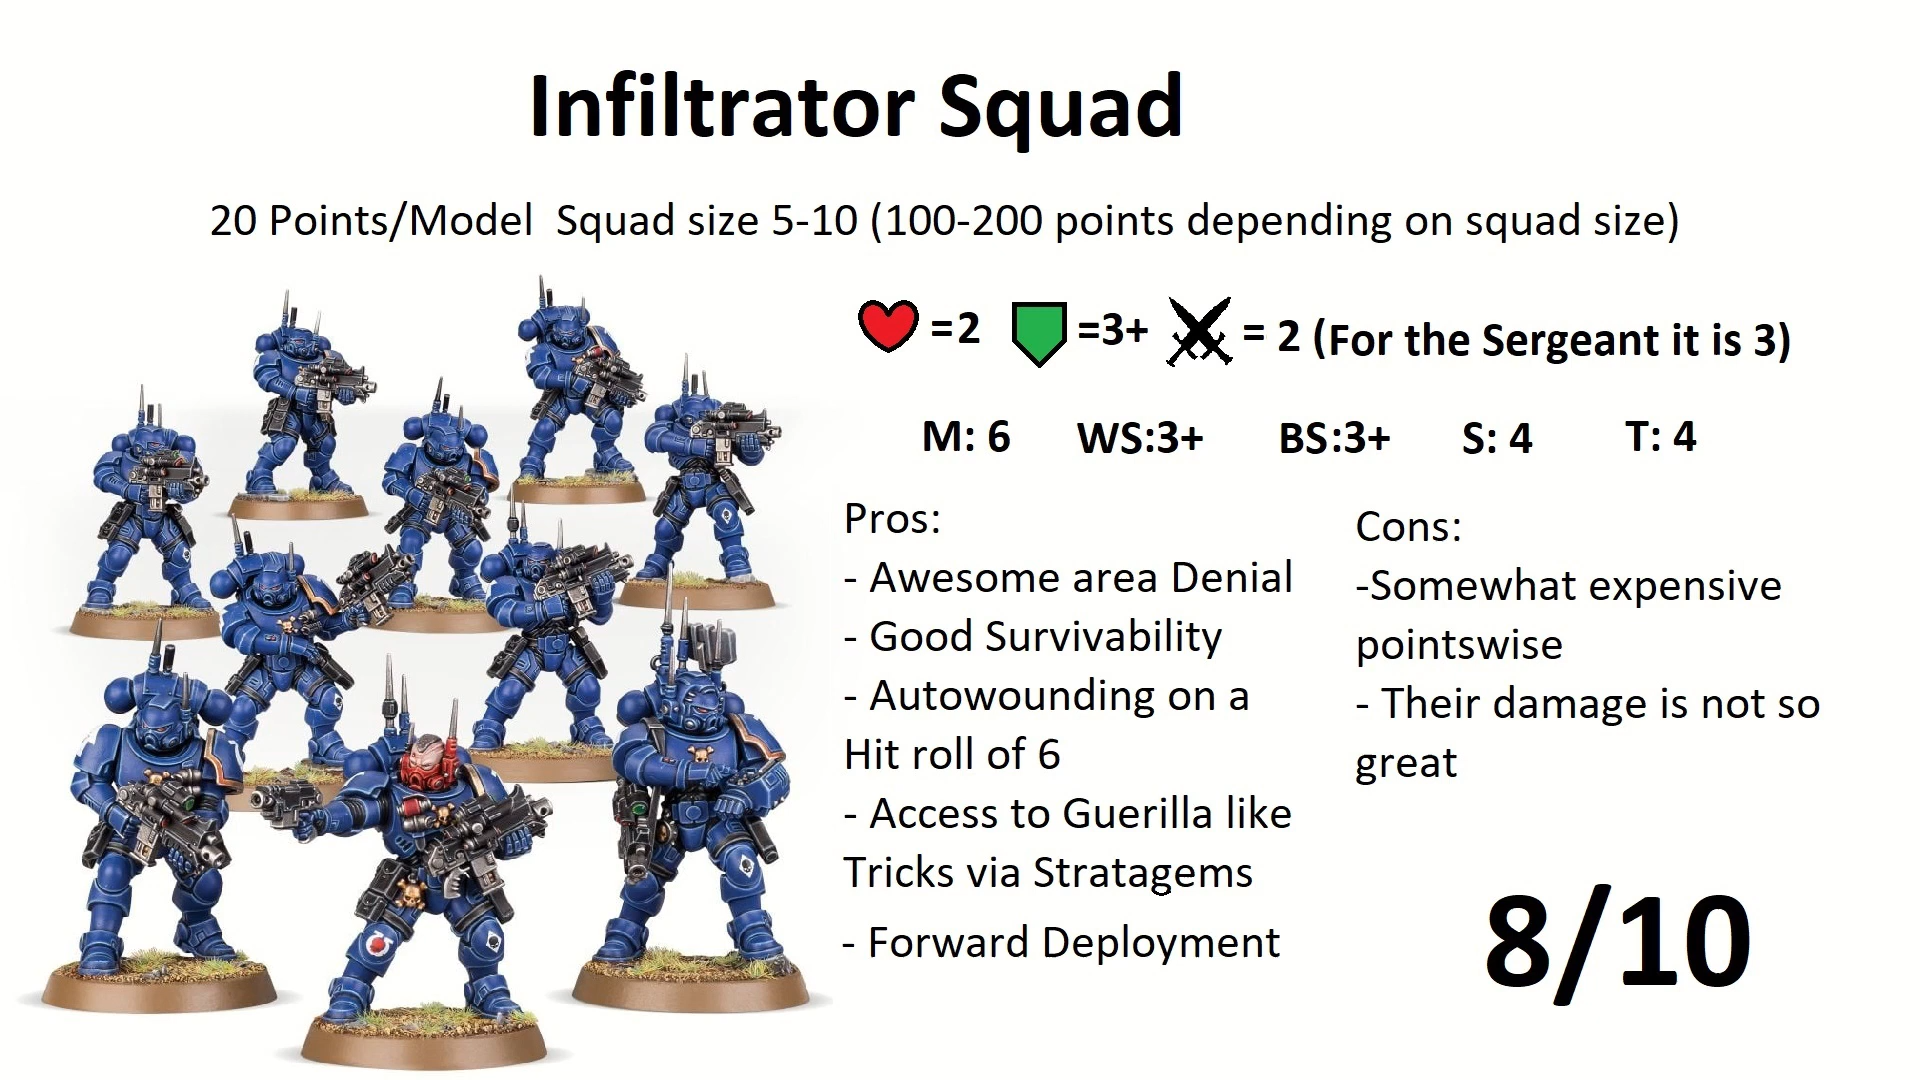 Infiltrator Squad
20 Points/Model  Squad size 5-10 (100-200 points depending on squad size)
=2 =3+ = 2 (For the Sergeant it is 3)
M: 6 WS:3+ BS:3+ S: 4 T: 4
Pros:
- Awesome area Denial
- Good Survivability
- Autowounding on a
Hit roll of 6
- Access to Guerilla like
Tricks via Stratagems
- Forward Deployment
Cons:
-Somewhat expensive
pointswise
- Their damage is not so
great
8/10